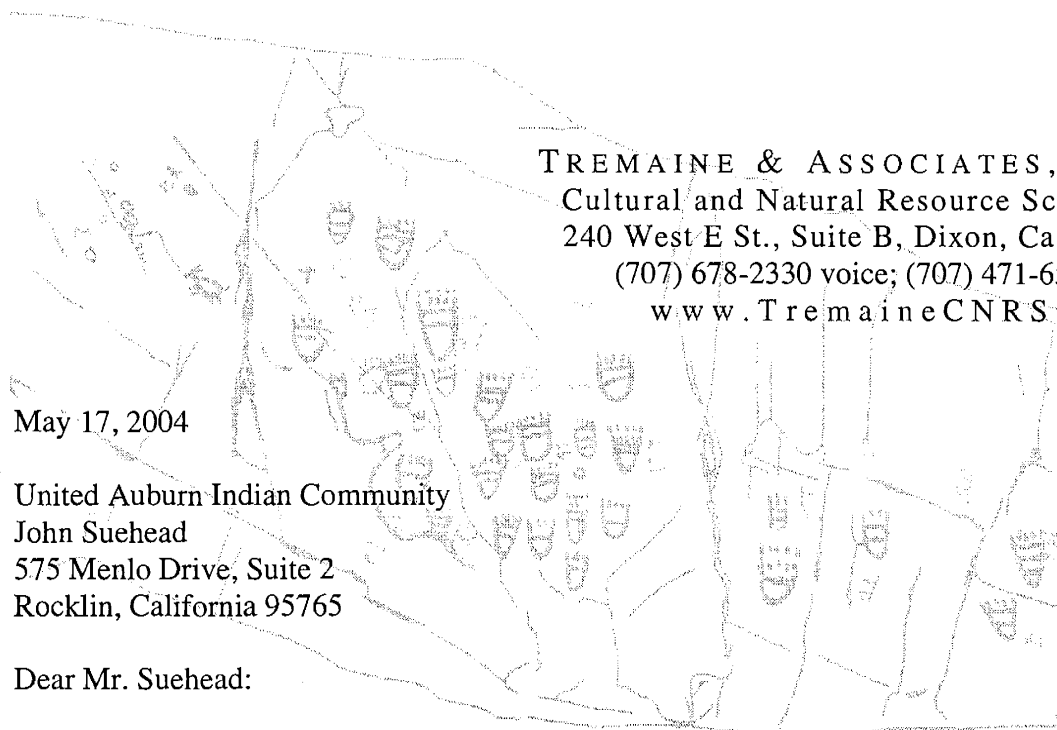 TREMAINE & ASSOCIATES,
Cultural and Natural Resource Sc
240 West E St., Suite B, Dixon, Ca
(707) 678-2330 voice; (707) 471-6
www.TremaineCNRS
May 17, 2004
United Auburn Indian Community
John Suehead
575 Menlo Drive, Suite 2
Rocklin, California 95765
Dear Mr. Suehead: